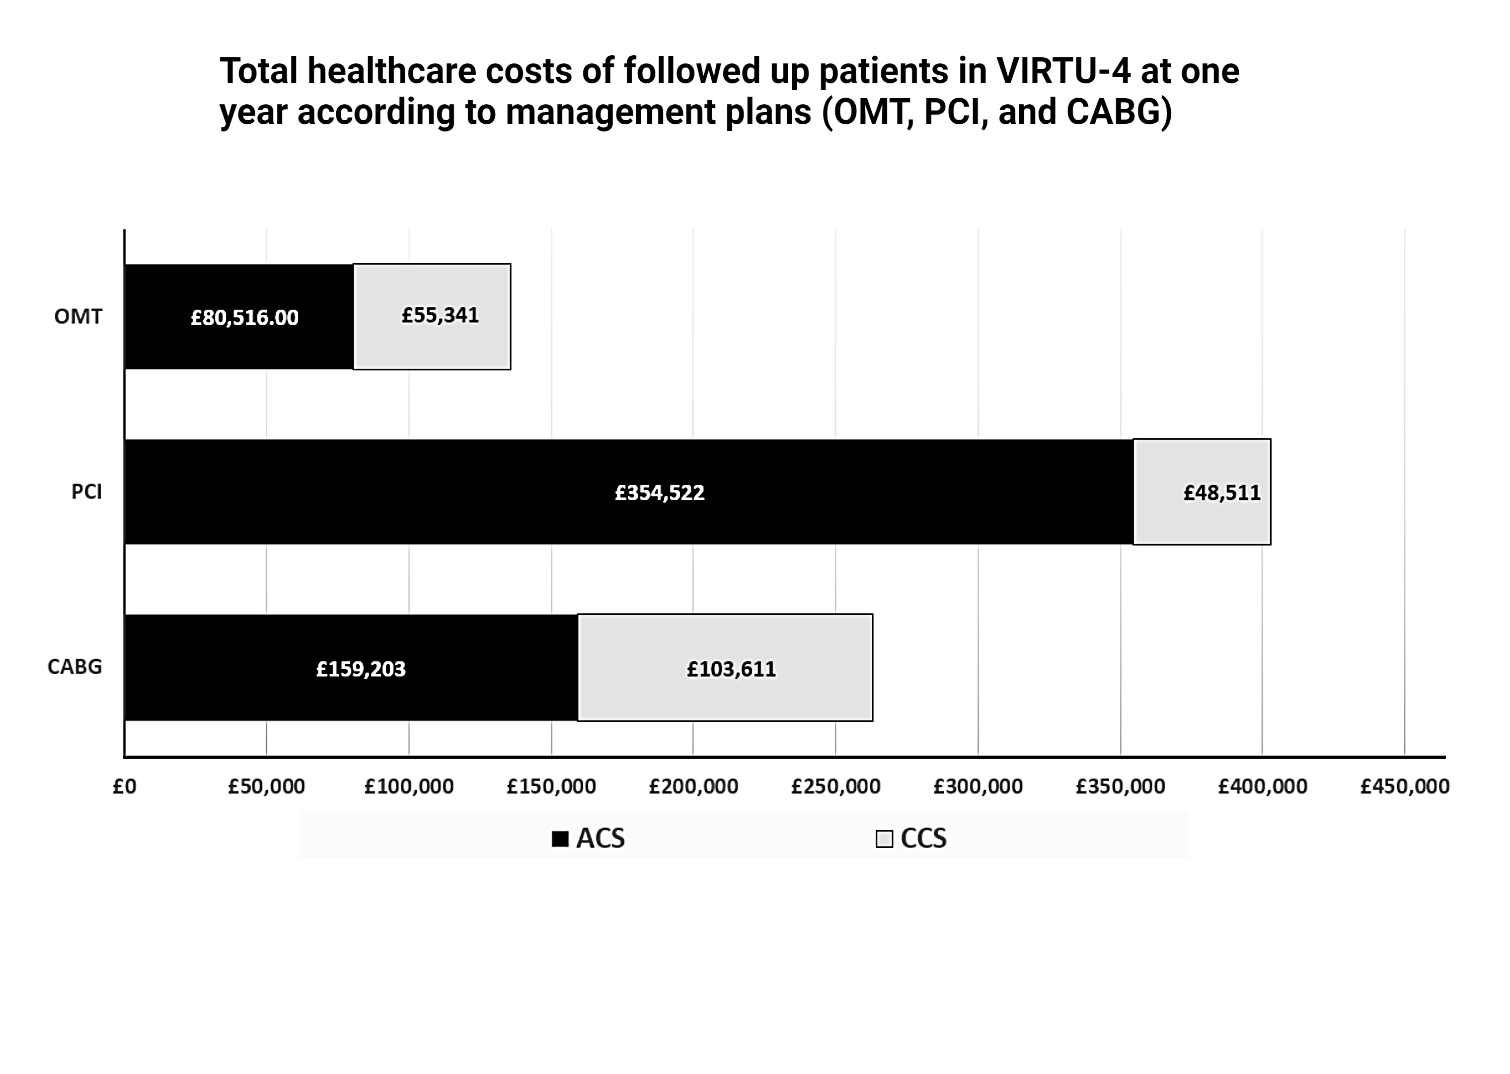 Total healthcare costs of followed up patients in VIRTU-4 at one
year according to management plans (OMT, PCI, and CABG)
OMT
£80,516.00
£55,341
PCI
£354,522
£48,511
CABG
£159,203
£103,611
£0
£50,000
£100,000
£150,000
£200,000
£250,000
£300,000
£350,000
£400,000
£450,000
ACS
CCS